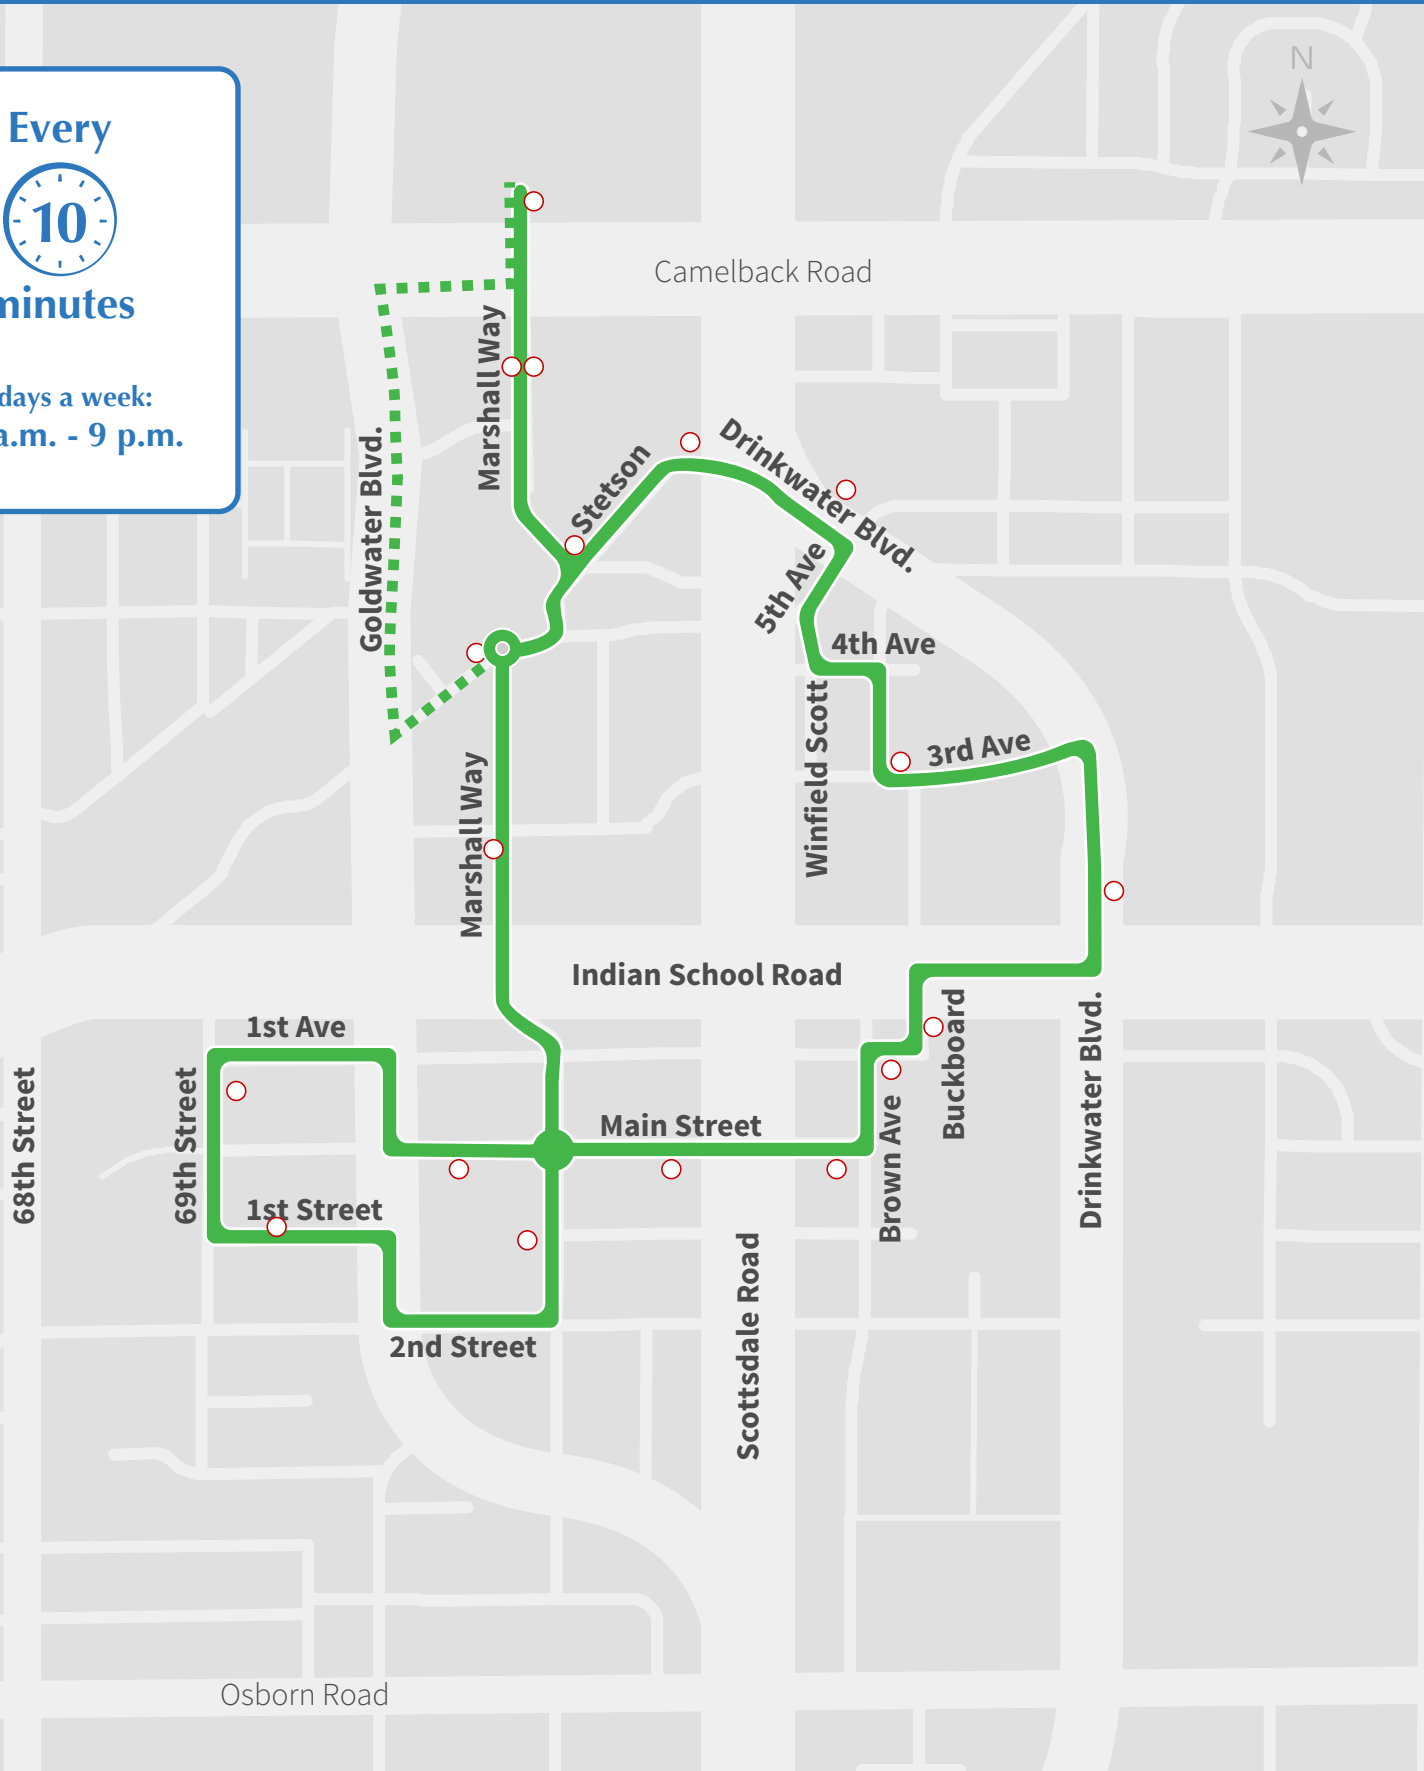 N
Every
10
minutes
days a week:
a.m. - 9 p.m.
Camelback Road
Marshall Way
Goldwater Blvd.
Stetson
Drinkwater Blvd.
5th Ave
4th Ave
Winfield Scott
3rd Ave
Marshall Way
Indian School Road
1st Ave
68th Street
69th Street
Main Street
Buckboard
Brown Ave
Drinkwater Blvd.
1st Street
Scottsdale Road
2nd Street
Osborn Road